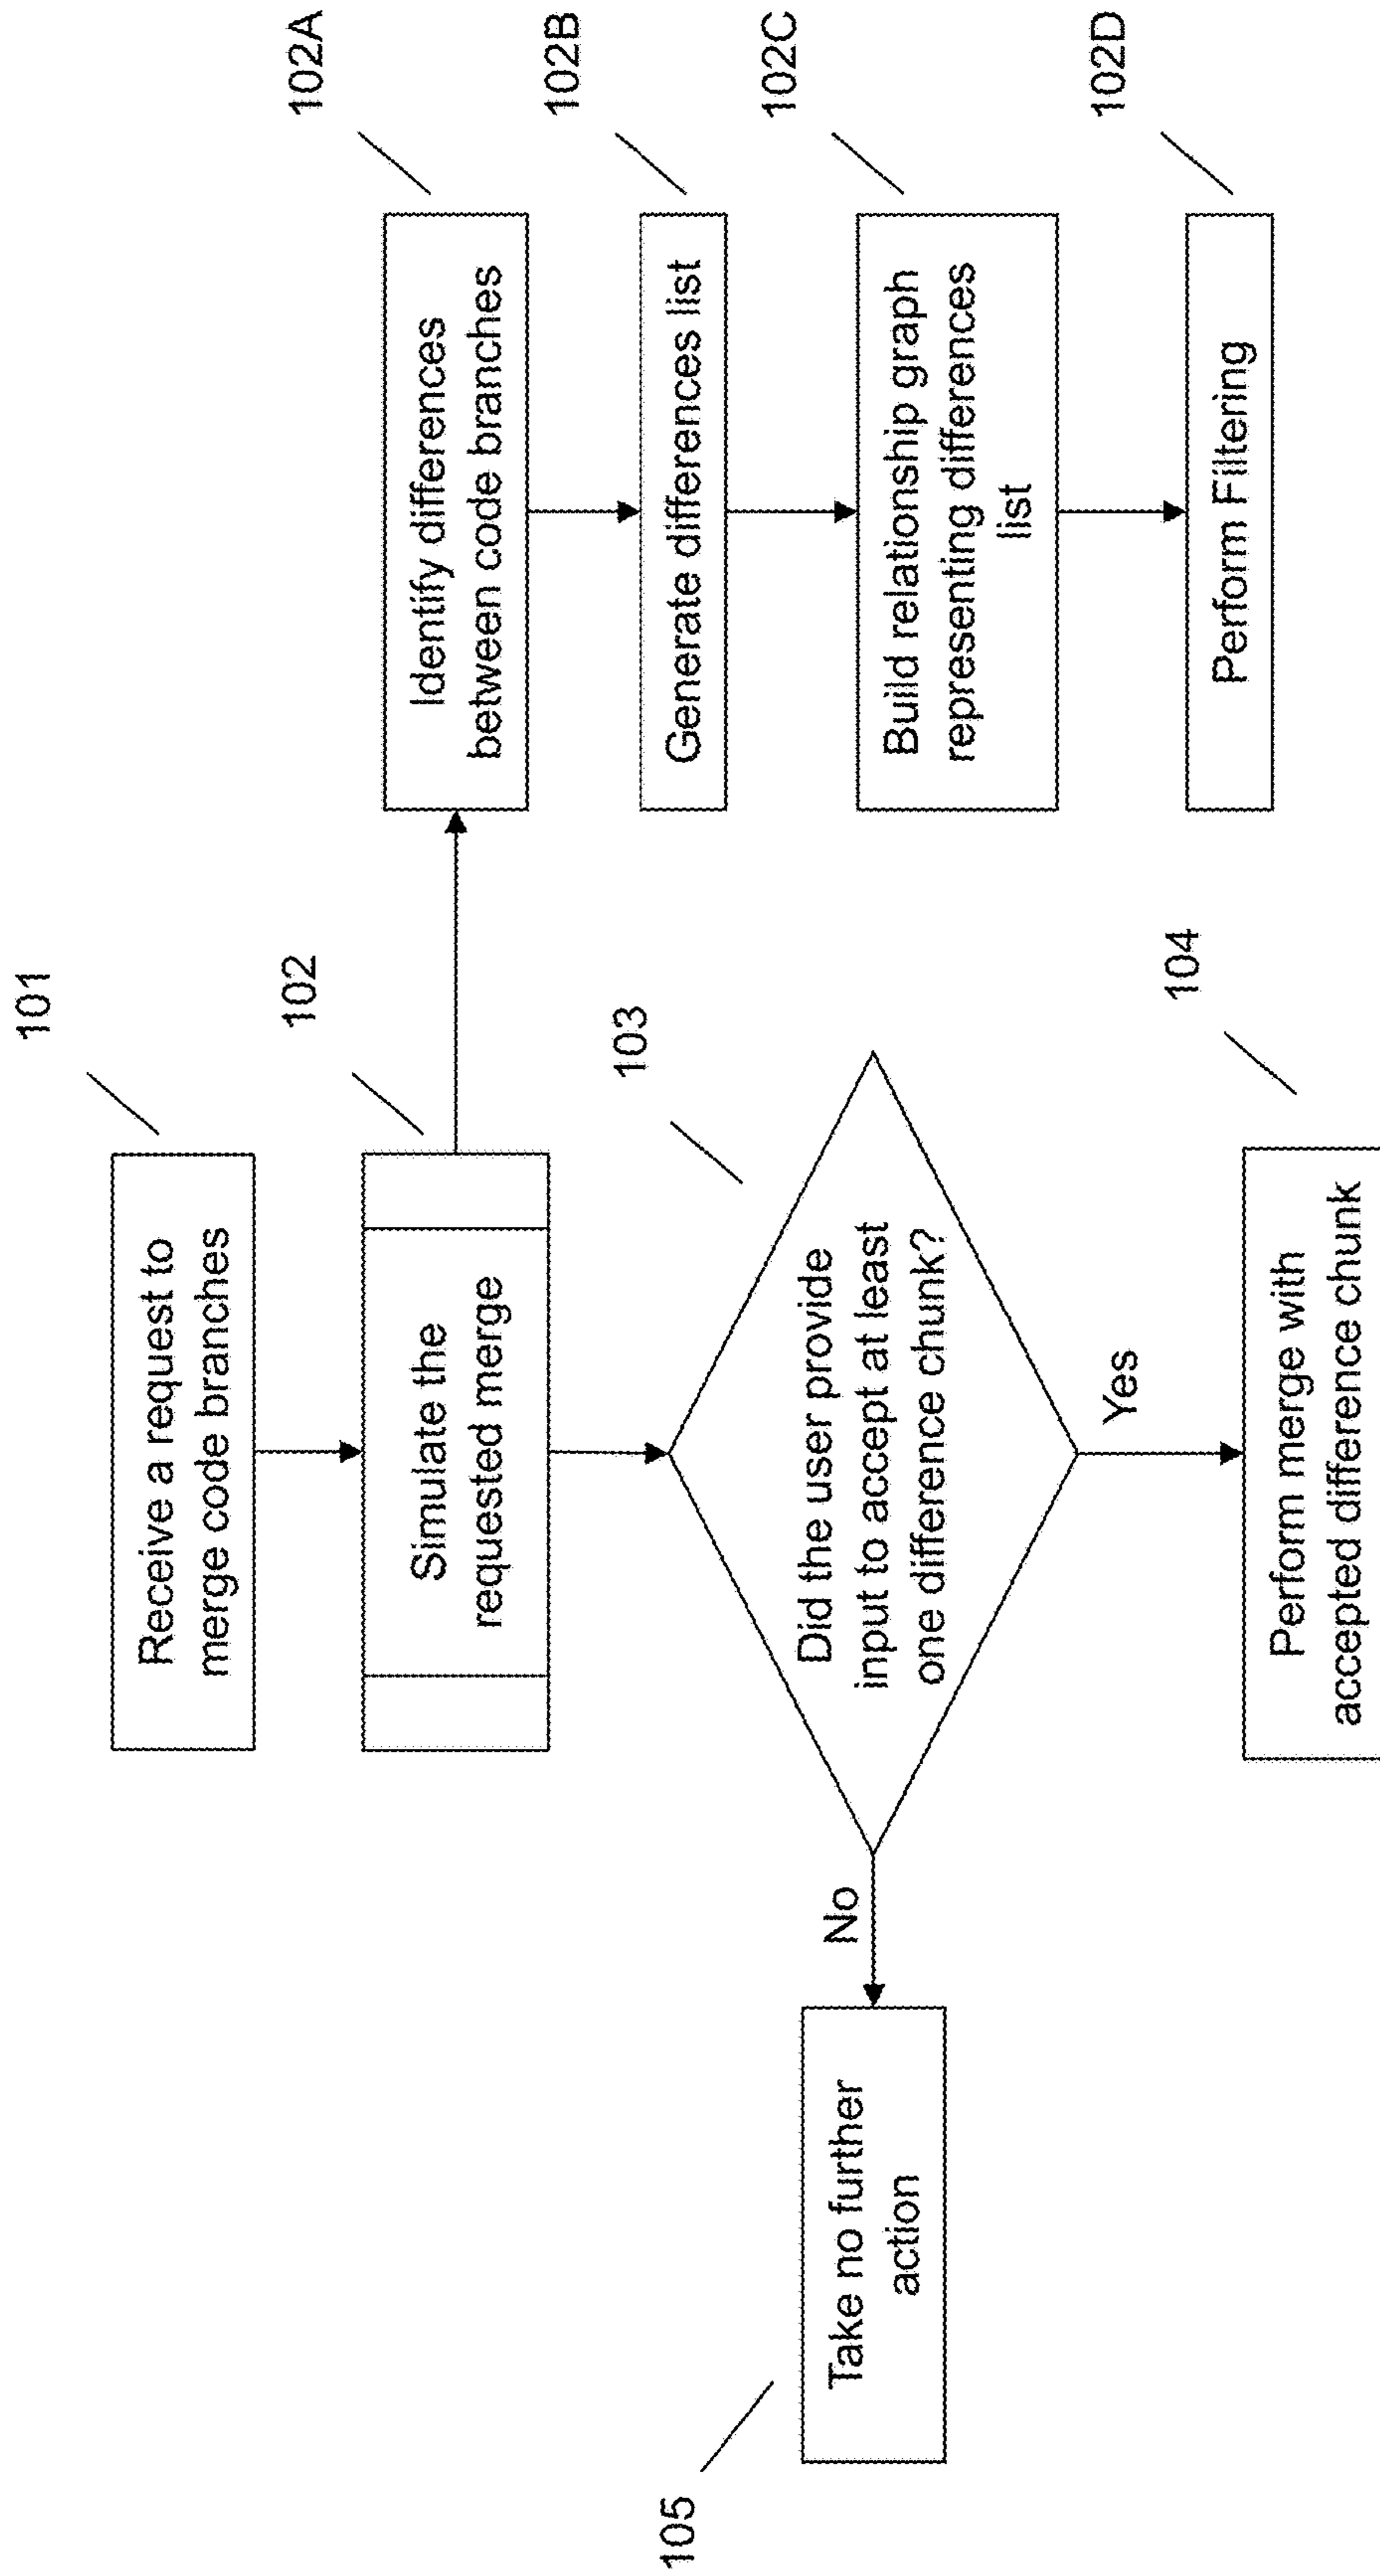 101
Receive a request to
merge code branches
102
Simulate the
requested merge
102A
Identify differences
between code branches
102B
Generate differences list
102C
Build relationship graph
representing differences
list
102D
Perform Filtering
103
Did the user provide
input to accept at least
one difference chunk?
No
Yes
105
Take no further
action
104
Perform merge with
accepted difference chunk